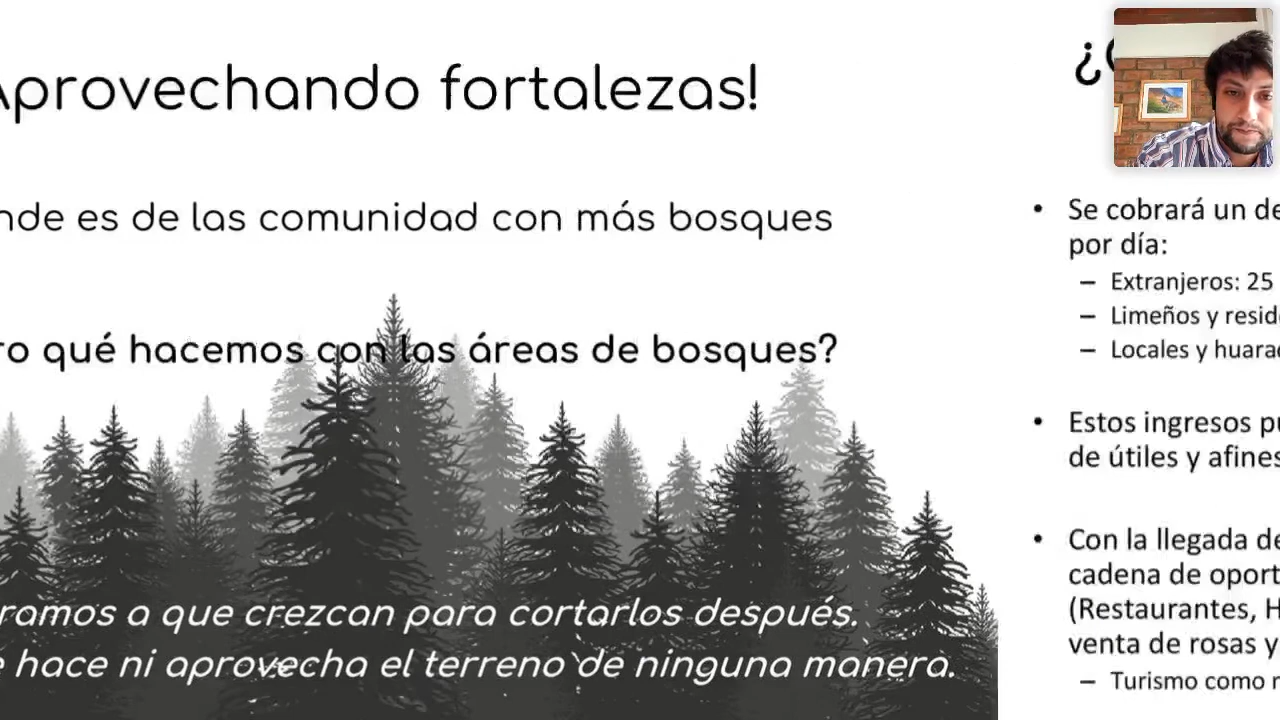 Aprovechando fortalezas!
nde es de las comunidad con más bosques
ro qué hacemos con las áreas de bosques?
ramos a que crezcan para cortarlos después.
e hace ni aprovecha el terreno de ninguna manera.
¿
• Se cobrará un de
por día:
– Extranjeros: 25
– Limeños y resid
– Locales y huara
• Estos ingresos pu
de útiles y afines
• Con la llegada de
cadena de oport
(Restaurantes, H
venta de rosas y
– Turismo como